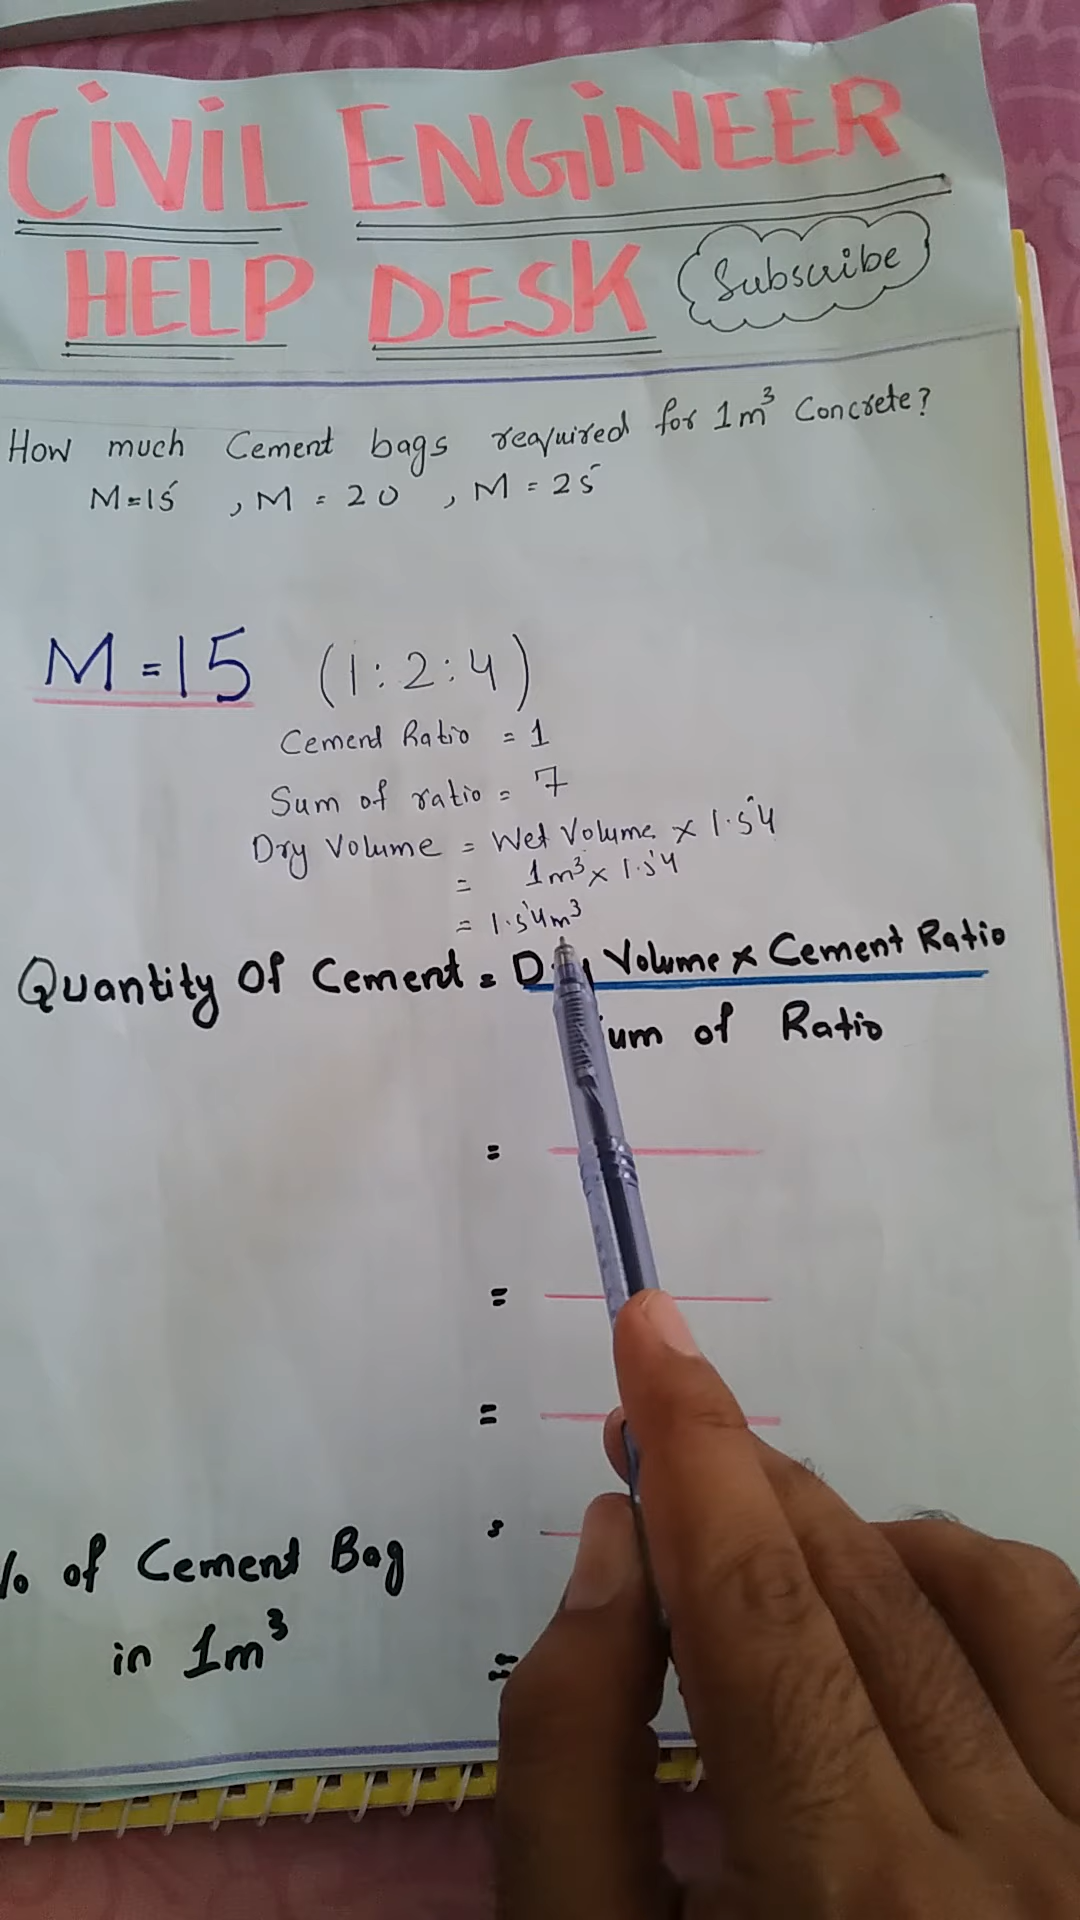 CIVIL ENGINEER
HELP DESK
Subscribe
How much Cement bags required for 1m³ Concrete?
M=15 , M = 20 , M = 25
M=15 (1:2:4)
Cement Ratio = 1
Sum of ratio = 7
Dry Volume = Wet Volume × 1.54
= 1m³ × 1.54
= 1.54m³
Quantity Of Cement = Dry Volume × Cement Ratio
Sum of Ratio
=
=
=
=
of Cement Bag
in 1m³
=